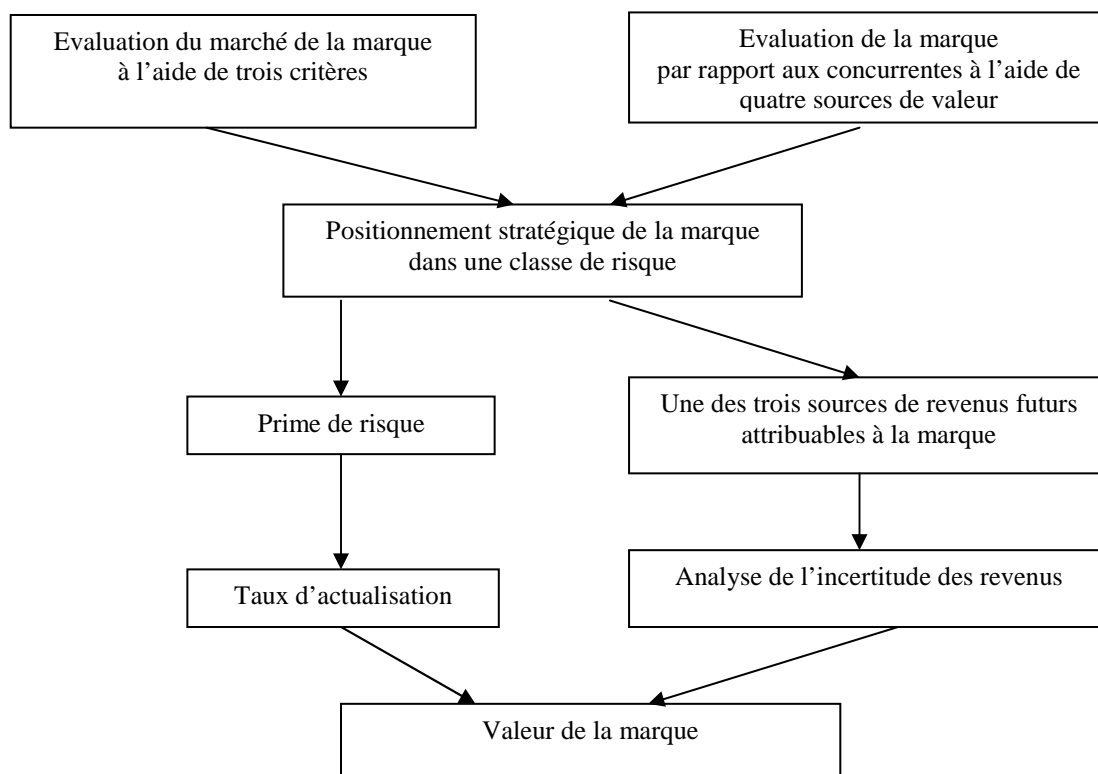 Evaluation du marché de la marque
à l’aide de trois critères
Evaluation de la marque
par rapport aux concurrentes à l’aide de
quatre sources de valeur
Positionnement stratégique de la marque
dans une classe de risque
Prime de risque
Une des trois sources de revenus futurs
attribuables à la marque
Taux d’actualisation
Analyse de l’incertitude des revenus
Valeur de la marque